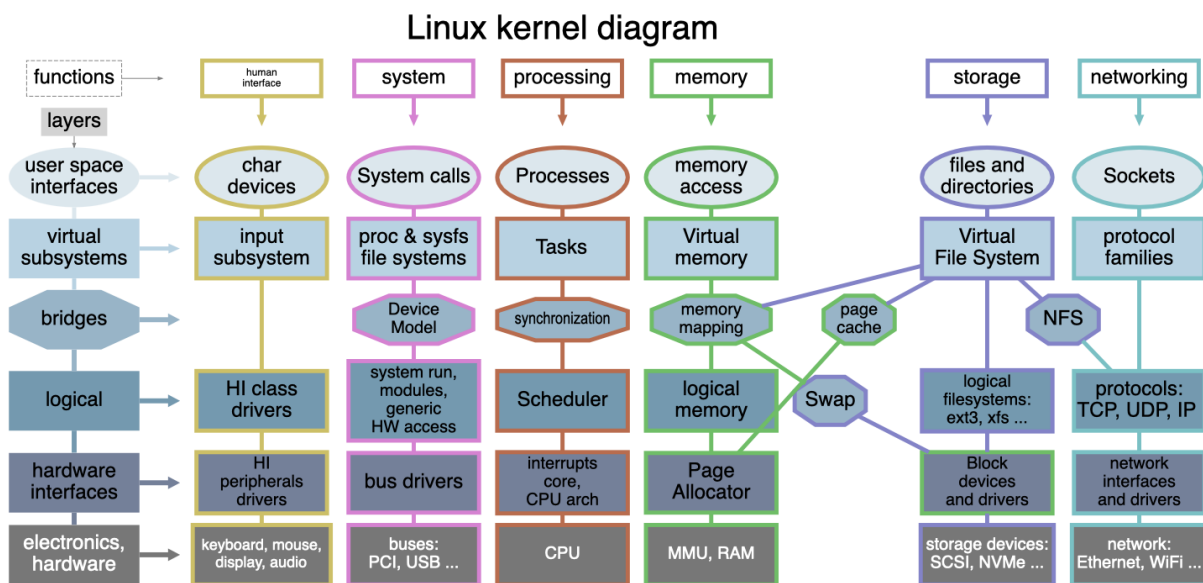 Linux kernel diagram
functions
human
interface
system
processing
memory
storage
networking
layers
user space
interfaces
char
devices
System calls
Processes
memory
access
files and
directories
Sockets
virtual
subsystems
input
subsystem
proc & sysfs
file systems
Tasks
Virtual
memory
Virtual
File System
protocol
families
bridges
Device
Model
synchronization
memory
mapping
page
cache
NFS
logical
HI class
drivers
system run,
modules,
generic
HW access
Scheduler
logical
memory
Swap
logical
filesystems:
ext3, xfs ...
protocols:
TCP, UDP, IP
hardware
interfaces
HI
peripherals
drivers
bus drivers
interrupts
core,
CPU arch
Page
Allocator
Block
devices
and drivers
network
interfaces
and drivers
electronics,
hardware
keyboard, mouse,
display, audio
buses:
PCI, USB ...
CPU
MMU, RAM
storage devices:
SCSI, NVMe ...
network:
Ethernet, WiFi ...